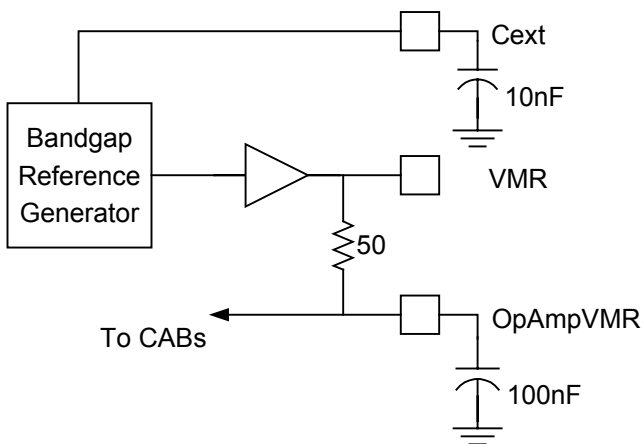 Cext
10nF
Bandgap
Reference
Generator
VMR
50
To CABs
OpAmpVMR
100nF